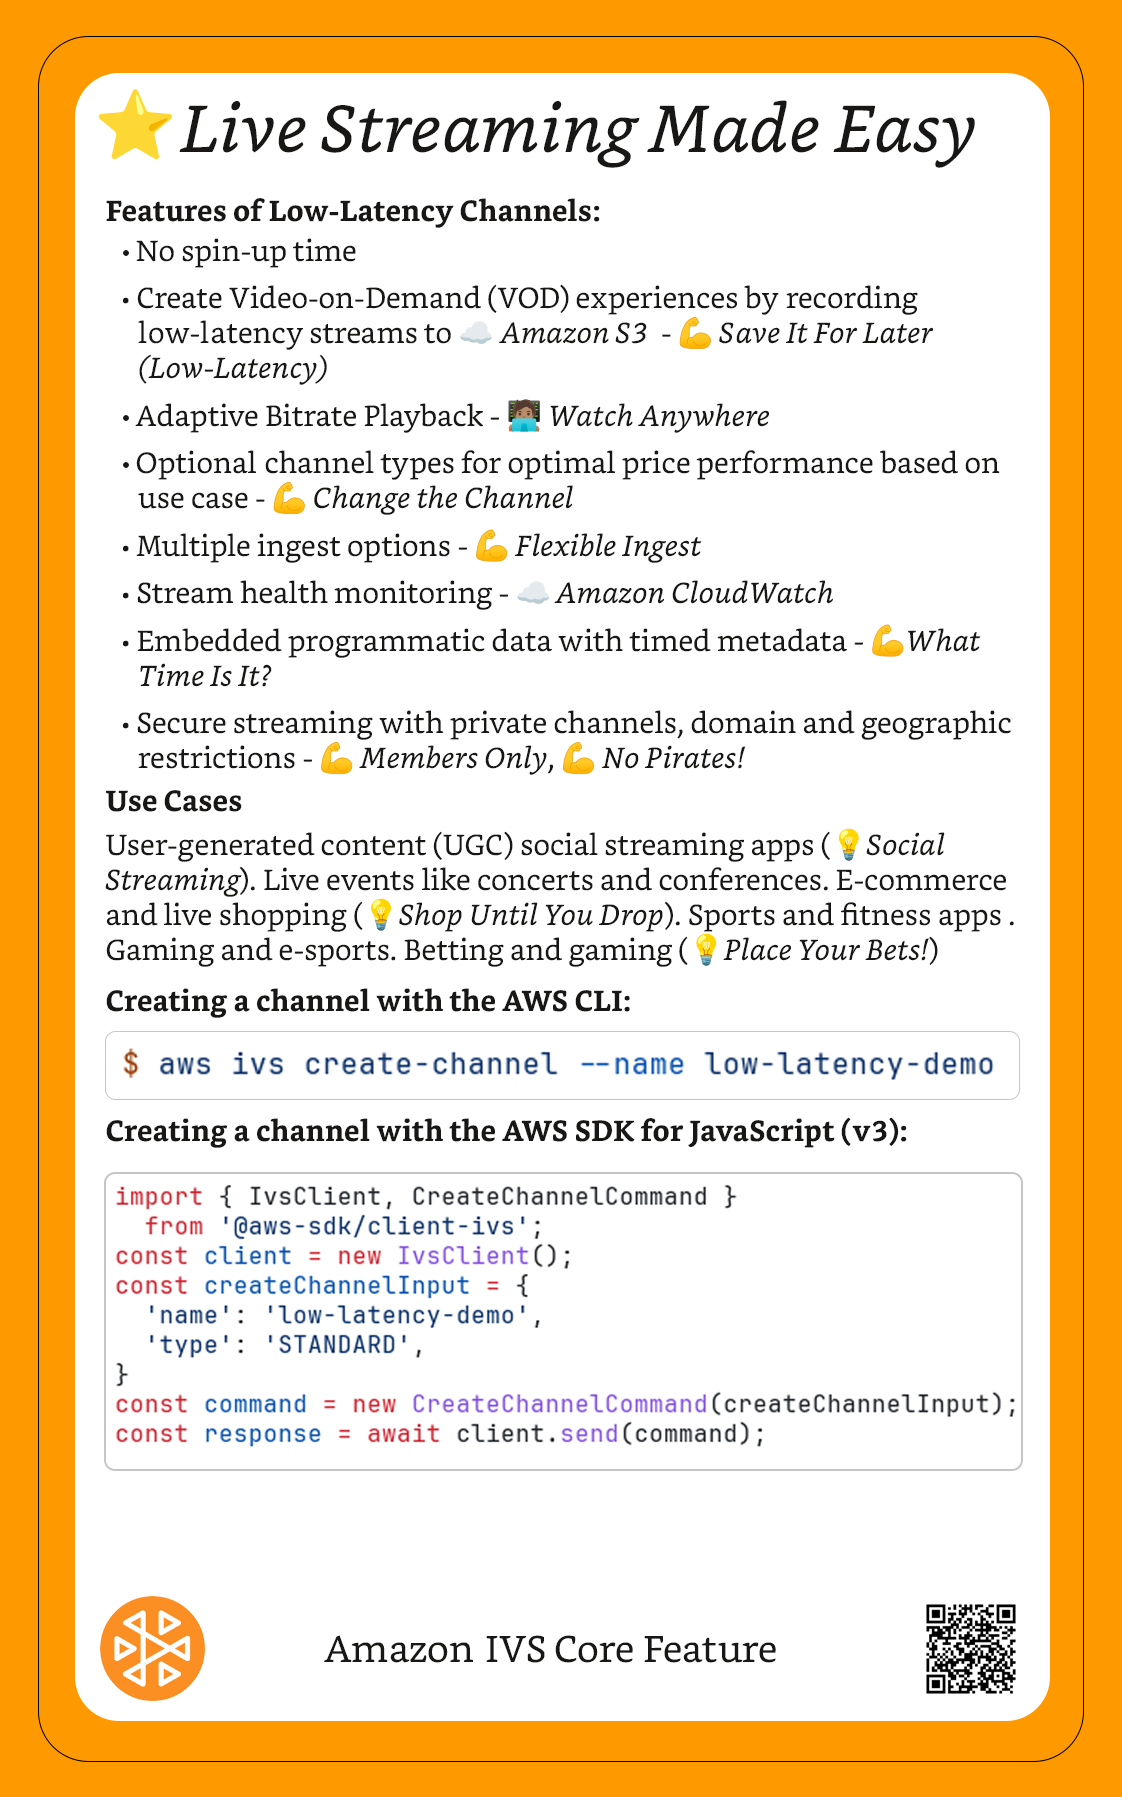 ⭐ Live Streaming Made Easy
Features of Low-Latency Channels:
• No spin-up time
• Create Video-on-Demand (VOD) experiences by recording
low-latency streams to ☁️ Amazon S3 - 💪 Save It For Later
(Low-Latency)
• Adaptive Bitrate Playback - 🧑🏽‍💻 Watch Anywhere
• Optional channel types for optimal price performance based on
use case - 💪 Change the Channel
• Multiple ingest options - 💪 Flexible Ingest
• Stream health monitoring - ☁️ Amazon CloudWatch
• Embedded programmatic data with timed metadata - 💪What
Time Is It?
• Secure streaming with private channels, domain and geographic
restrictions - 💪 Members Only, 💪 No Pirates!
Use Cases
User-generated content (UGC) social streaming apps (💡Social
Streaming). Live events like concerts and conferences. E-commerce
and live shopping (💡Shop Until You Drop). Sports and fitness apps .
Gaming and e-sports. Betting and gaming (💡Place Your Bets!)
Creating a channel with the AWS CLI:
$ aws ivs create-channel --name low-latency-demo
Creating a channel with the AWS SDK for JavaScript (v3):
import { IvsClient, CreateChannelCommand }
  from '@aws-sdk/client-ivs';
const client = new IvsClient();
const createChannelInput = {
  'name': 'low-latency-demo',
  'type': 'STANDARD',
}
const command = new CreateChannelCommand(createChannelInput);
const response = await client.send(command);
Amazon IVS Core Feature